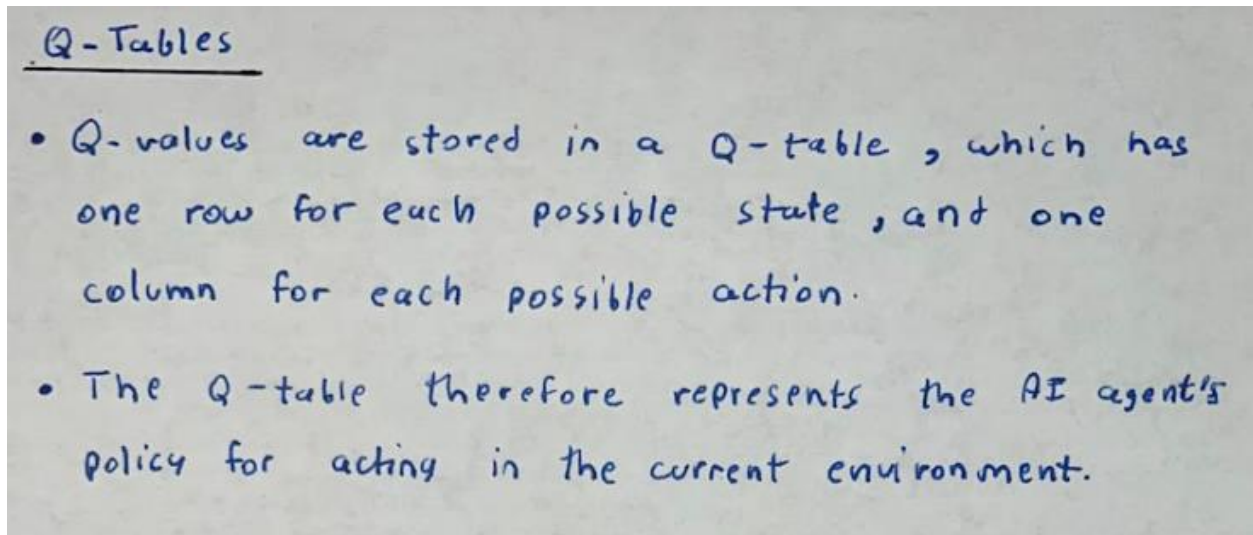 Q-Tables
• Q-values are stored in a Q-table, which has
one row for each possible state, and one
column for each possible action.
• The Q-table therefore represents the AI agent's
policy for acting in the current environment.